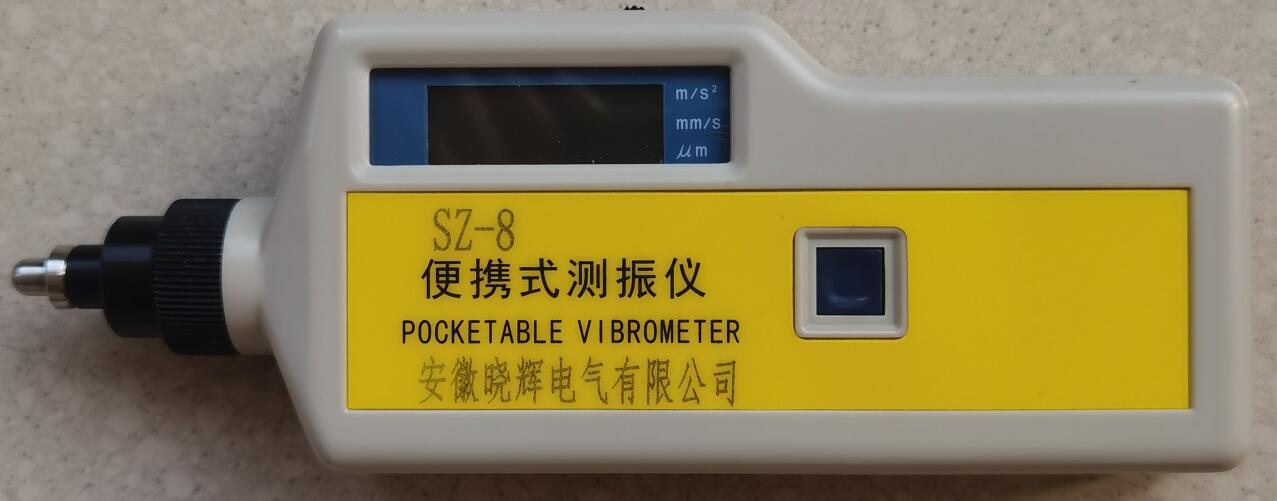 m/s²
mm/s
μm
SZ-8
便携式测振仪
POCKETABLE VIBROMETER
安徽晓辉电气有限公司